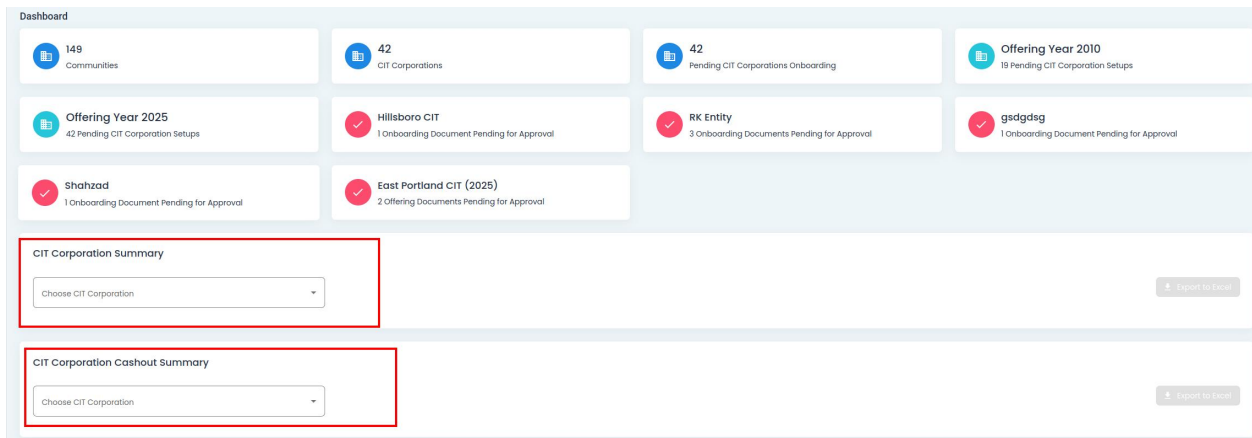 Dashboard
149
Communities
42
CIT Corporations
42
Pending CIT Corporations Onboarding
Offering Year 2010
19 Pending CIT Corporation Setups
Offering Year 2025
42 Pending CIT Corporation Setups
Hillsboro CIT
1 Onboarding Document Pending for Approval
RK Entity
3 Onboarding Documents Pending for Approval
gsdgdsg
1 Onboarding Document Pending for Approval
Shahzad
1 Onboarding Document Pending for Approval
East Portland CIT (2025)
2 Offering Documents Pending for Approval
CIT Corporation Summary
Choose CIT Corporation
Export to Excel
CIT Corporation Cashout Summary
Choose CIT Corporation
Export to Excel